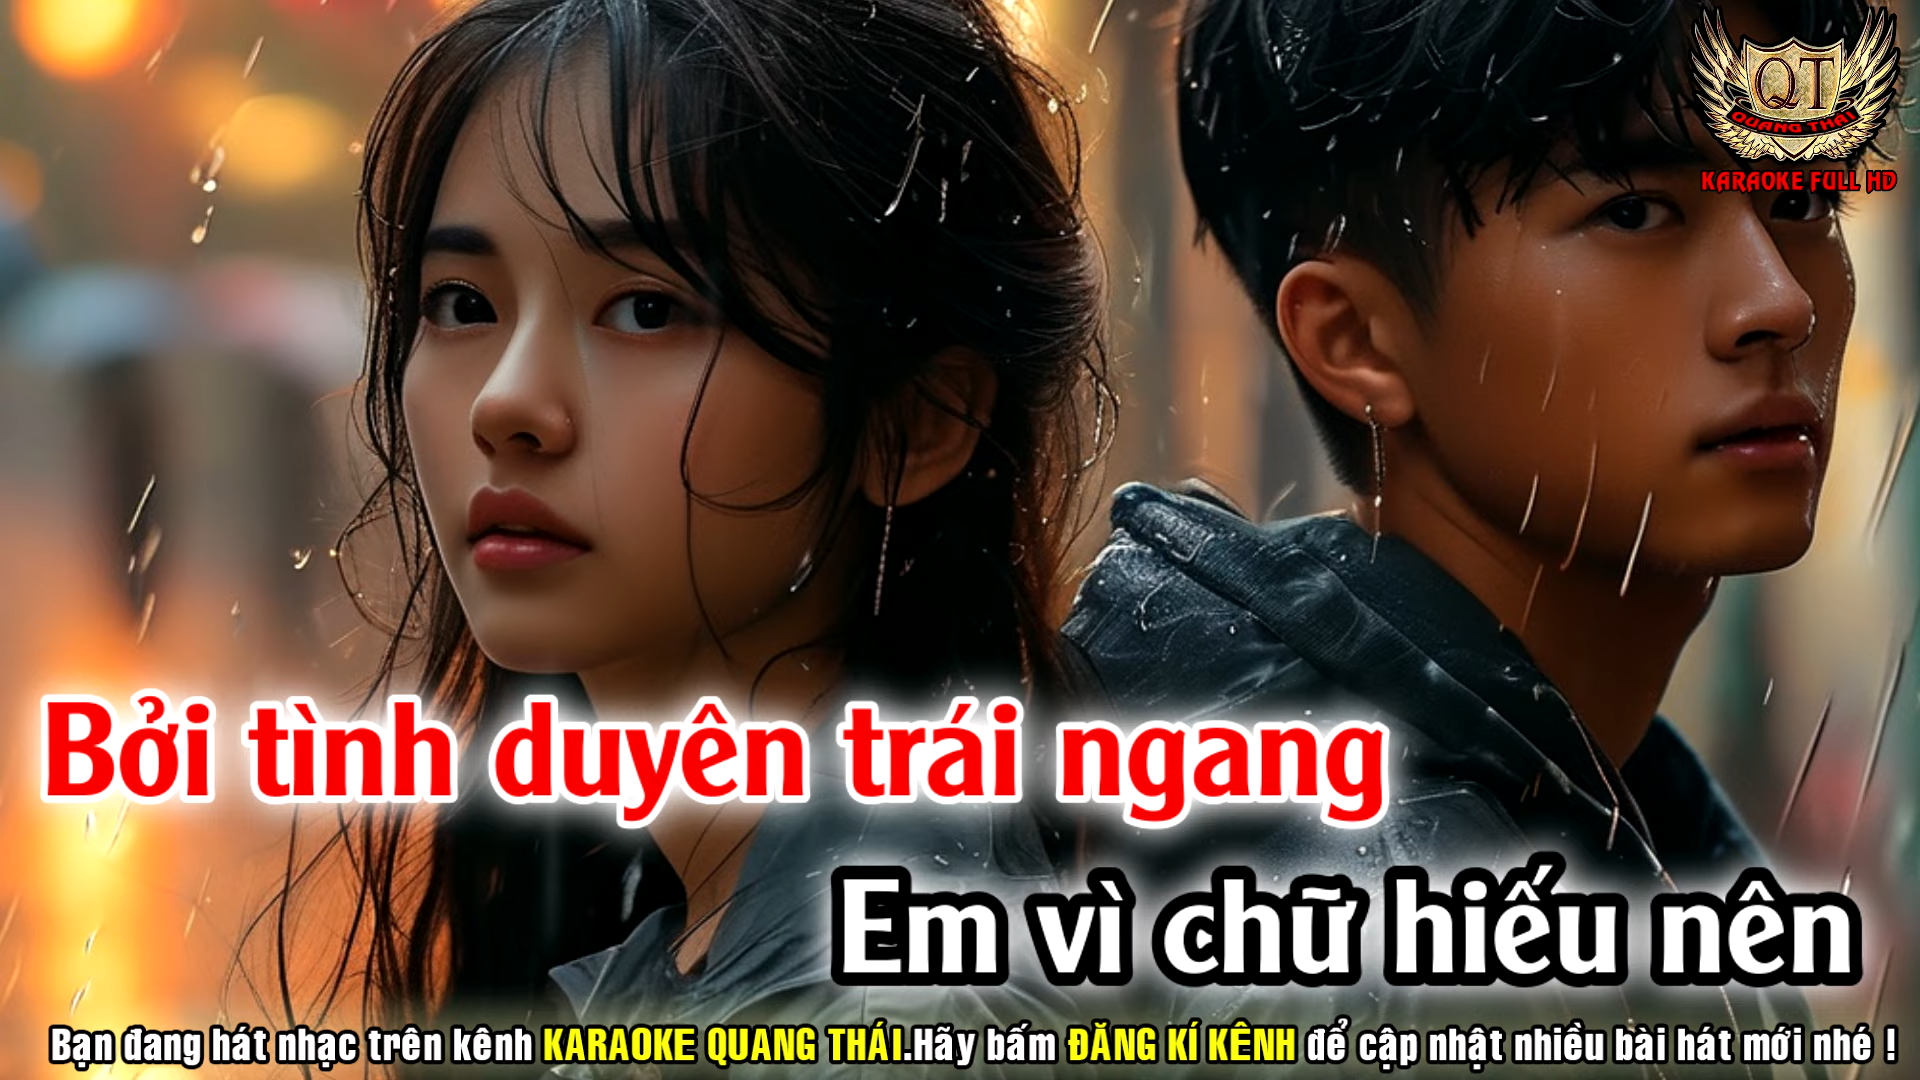 QT
QUANG THÁI
KARAOKE FULL HD
Bởi tình duyên trái ngang
Em vì chữ hiếu nên
Bạn đang hát nhạc trên kênh KARAOKE QUANG THÁI.Hãy bấm ĐĂNG KÍ KÊNH để cập nhật nhiều bài hát mới nhé !